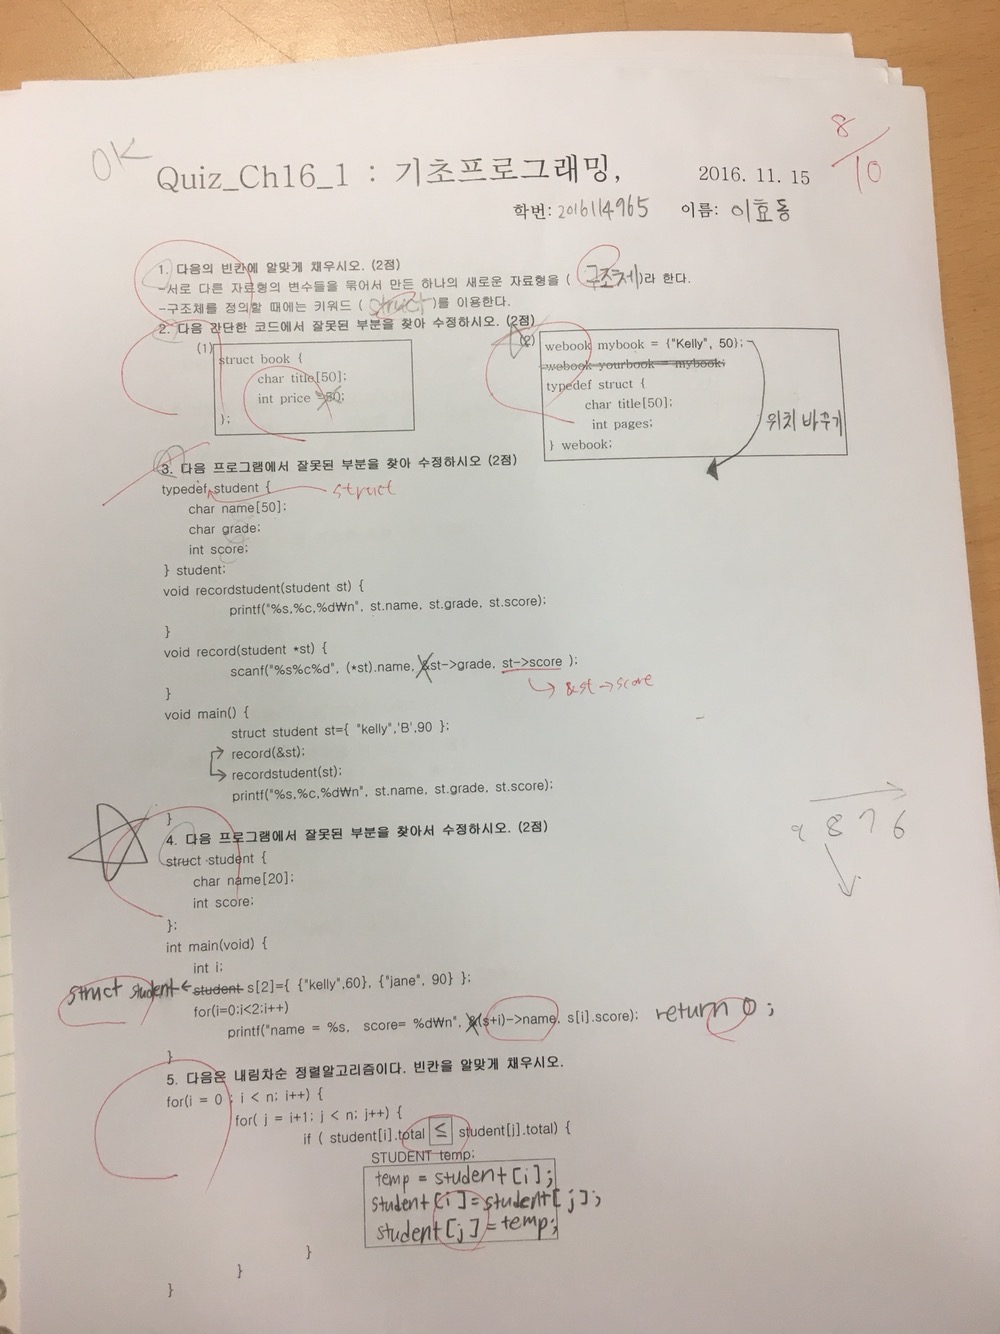 OK
8/10
Quiz_Ch16_1 : 기초프로그래밍,
2016. 11. 15
학번: 2016114965 이름: 이효동
1. 다음의 빈칸에 알맞게 채우시오. (2점)
-서로 다른 자료형의 변수들을 묶어서 만든 하나의 새로운 자료형을 ( 구조체 )라 한다.
-구조체를 정의할 때에는 키워드 ( struct )를 이용한다.
2. 다음 간단한 코드에서 잘못된 부분을 찾아 수정하시오. (2점)
(1)
struct book {
char title[50];
int price =50;
};
(2)
webook mybook = {"Kelly", 50};
webook yourbook = mybook;
typedef struct {
char title[50];
int pages;
} webook;
위치 바꾸기
3. 다음 프로그램에서 잘못된 부분을 찾아 수정하시오 (2점)
typedef student { struct
char name[50];
char grade;
int score;
} student;
void recordstudent(student st) {
printf("%s,%c,%d₩n", st.name, st.grade, st.score);
}
void record(student *st) {
scanf("%s%c%d", (*st).name, &st->grade, st->score );
&st->score
}
void main() {
struct student st={ "kelly",'B',90 };
record(&st);
recordstudent(st);
printf("%s,%c,%d₩n", st.name, st.grade, st.score);
}
4. 다음 프로그램에서 잘못된 부분을 찾아서 수정하시오. (2점)
struct student {
char name[20];
int score;
};
int main(void) {
int i;
struct student ← student s[2]={ {"kelly",60}, {"jane", 90} };
for(i=0;i<2;i++)
printf("name = %s, score= %d₩n", &(s+i)->name, s[i].score); return 0;
}
9 8 7 6
5. 다음은 내림차순 정렬알고리즘이다. 빈칸을 알맞게 채우시오.
for(i = 0 ; i < n; i++) {
for( j = i+1; j < n; j++) {
if ( student[i].total ≤ student[j].total) {
STUDENT temp;
temp = student[i];
student[i]=student[j];
student[j]=temp;
}
}
}